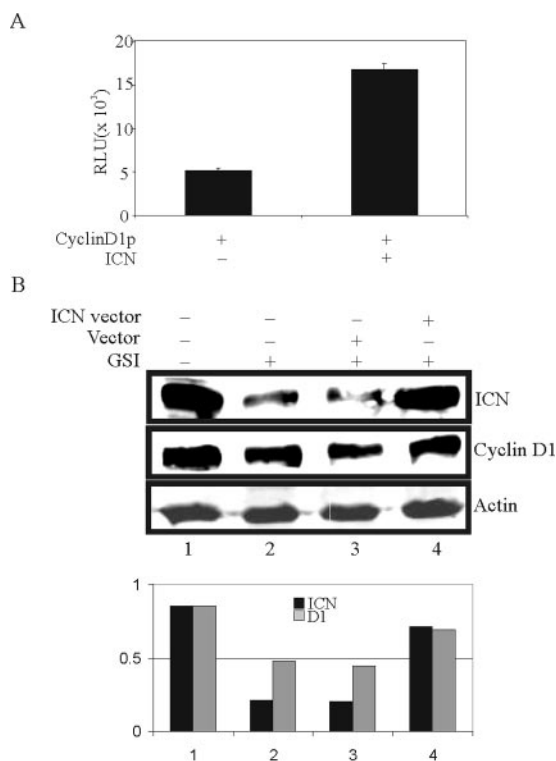 A
20
15
10
5
0
RLU(x 10³)
CyclinD1p + +
ICN – +
B
ICN vector – – – +
Vector – – + –
GSI – + + +
ICN
Cyclin D1
Actin
1 2 3 4
1
0.5
0
ICN
D1
1 2 3 4